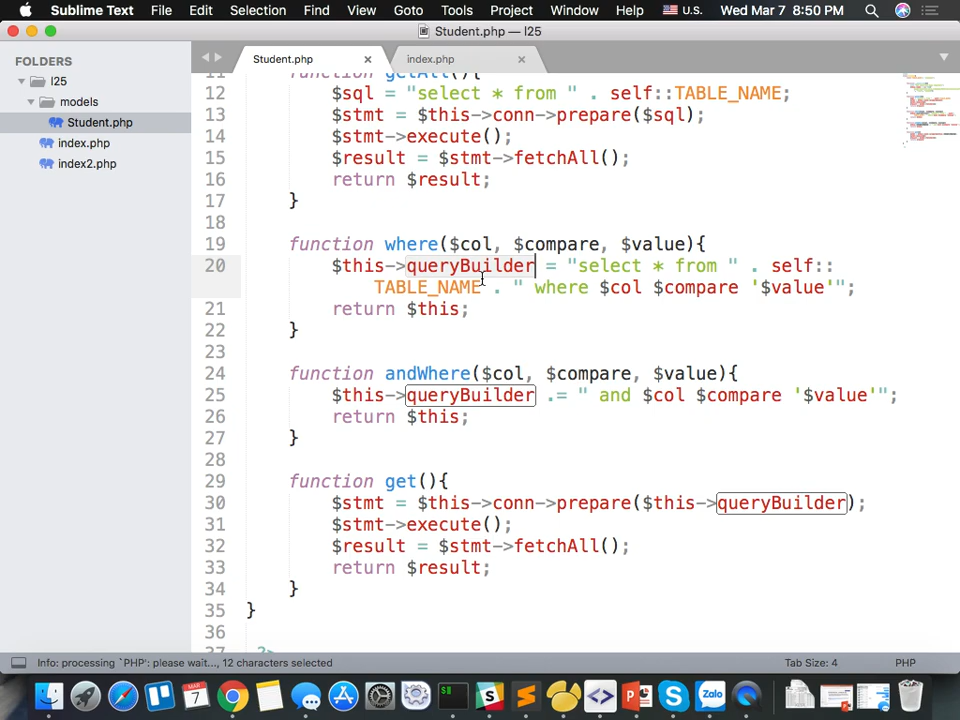 Sublime Text File Edit Selection Find View Goto Tools Project Window Help U.S. Wed Mar 7 8:50 PM
Student.php — l25
FOLDERS
l25
models
Student.php
index.php
index2.php
Student.php index.php
11 function getAll(){
12 $sql = "select * from " . self::TABLE_NAME;
13 $stmt = $this->conn->prepare($sql);
14 $stmt->execute();
15 $result = $stmt->fetchAll();
16 return $result;
17 }
18
19 function where($col, $compare, $value){
20 $this->queryBuilder = "select * from " . self::
TABLE_NAME . " where $col $compare '$value'";
21 return $this;
22 }
23
24 function andWhere($col, $compare, $value){
25 $this->queryBuilder .= " and $col $compare '$value'";
26 return $this;
27 }
28
29 function get(){
30 $stmt = $this->conn->prepare($this->queryBuilder);
31 $stmt->execute();
32 $result = $stmt->fetchAll();
33 return $result;
34 }
35 }
36
37 ?>
Info: processing `PHP': please wait..., 12 characters selected Tab Size: 4 PHP
MAR
7
Zalo